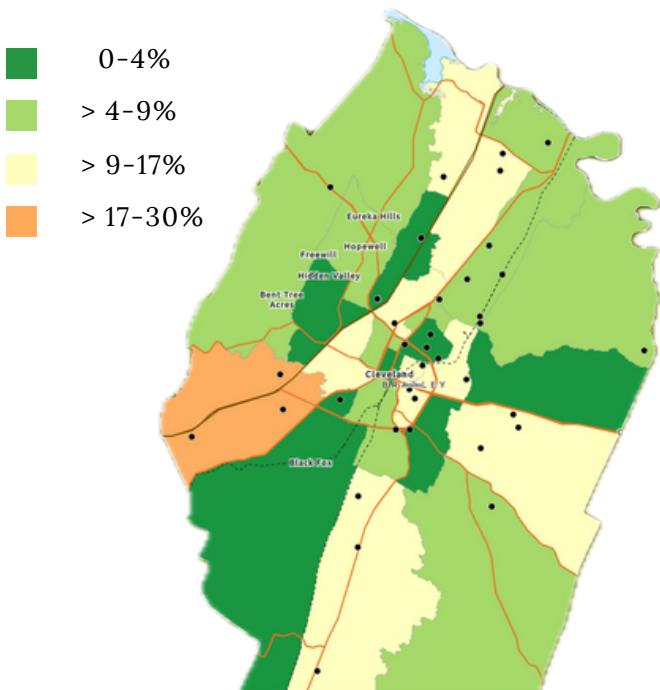 0-4%
> 4-9%
> 9-17%
> 17-30%
Eureka Hills
Hopewell
Freewill
Hidden Valley
Bent Tree
Acres
Cleveland
B R A D L E Y
Black Fox